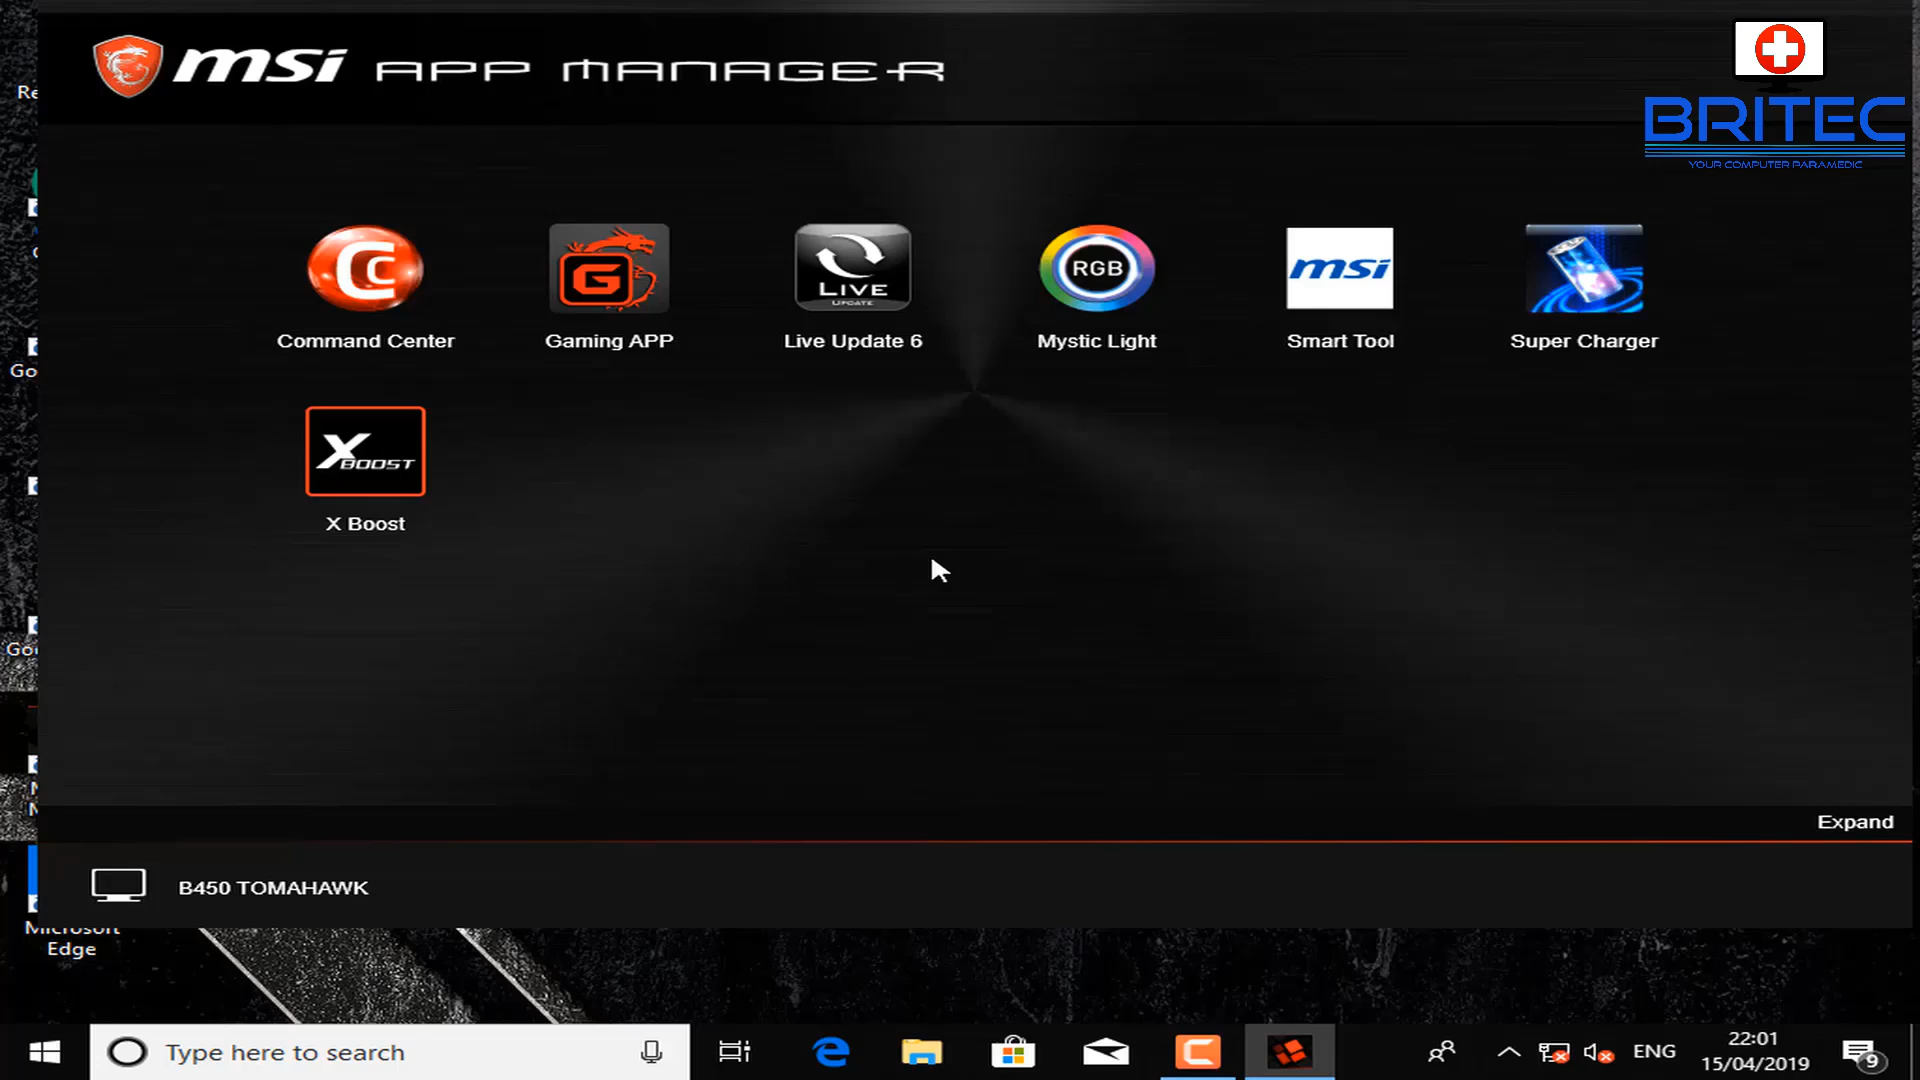 msi APP MANAGER
BRITEC
YOUR COMPUTER PARAMEDIC
C C
G
LIVE
UPDATE
RGB
msi
Command Center
Gaming APP
Live Update 6
Mystic Light
Smart Tool
Super Charger
X BOOST
X Boost
Expand
B450 TOMAHAWK
Microsoft
Edge
Type here to search
ENG
22:01
15/04/2019
9